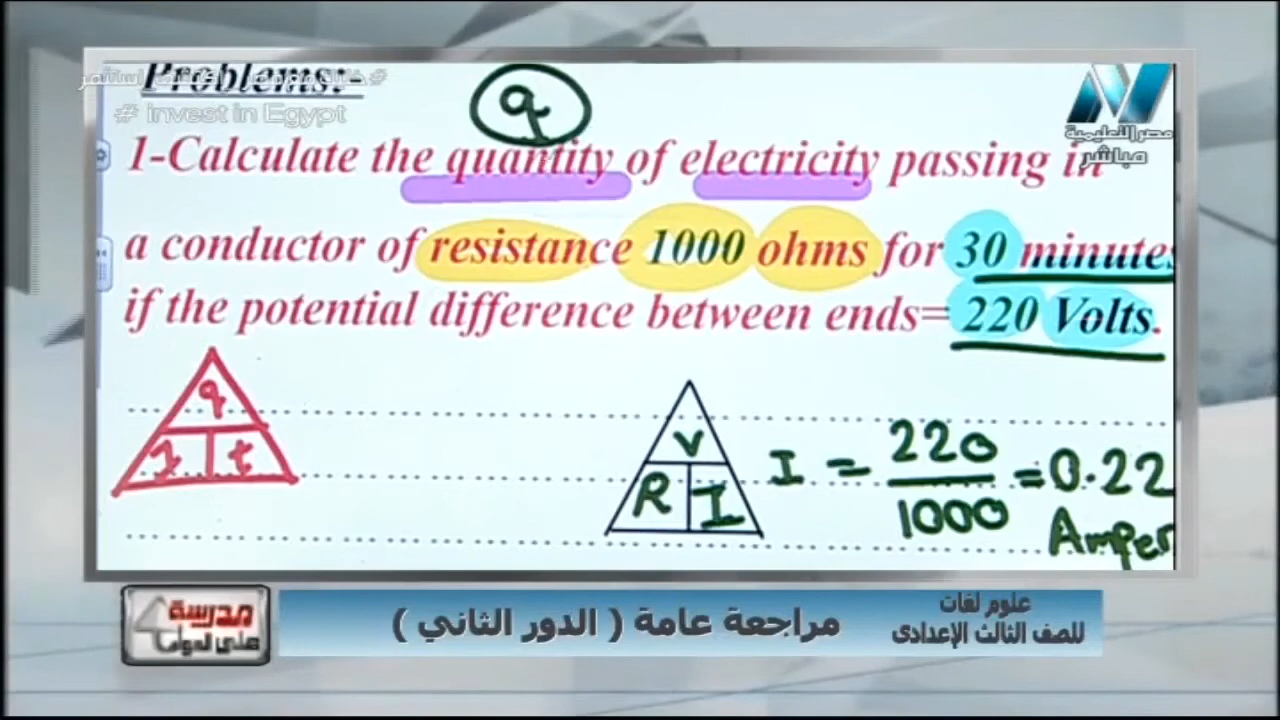 Problems:-
# invest in Egypt
q
مصر التعليمية
مباشر
1-Calculate the quantity of electricity passing in
a conductor of resistance 1000 ohms for 30 minutes
if the potential difference between ends= 220 Volts.
q
I t
V
R I
I = 220/1000 = 0.22
Amper
مدرسة
على الهواء
مراجعة عامة ( الدور الثاني )
علوم لغات
للصف الثالث الإعدادى